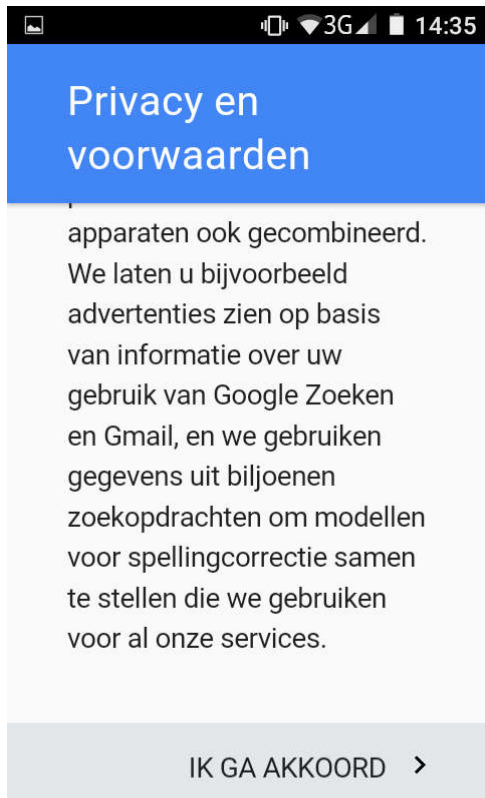 3G 14:35
Privacy en
voorwaarden
apparaten ook gecombineerd.
We laten u bijvoorbeeld
advertenties zien op basis
van informatie over uw
gebruik van Google Zoeken
en Gmail, en we gebruiken
gegevens uit biljoenen
zoekopdrachten om modellen
voor spellingcorrectie samen
te stellen die we gebruiken
voor al onze services.
IK GA AKKOORD